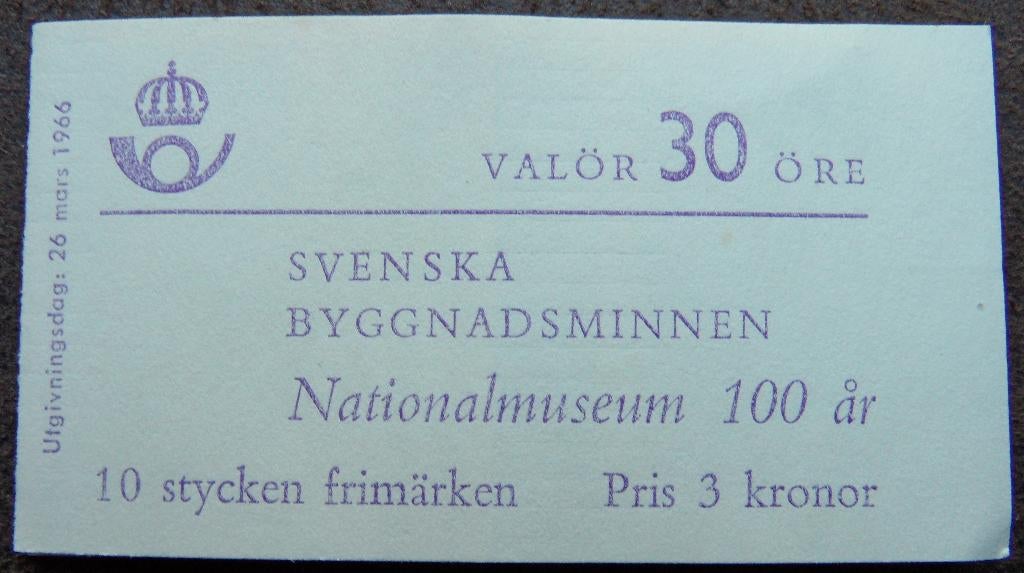 Utgivningsdag: 26 mars 1966
VALÖR 30 ÖRE
SVENSKA
BYGGNADSMINNEN
Nationalmuseum 100 år
10 stycken frimärken Pris 3 kronor